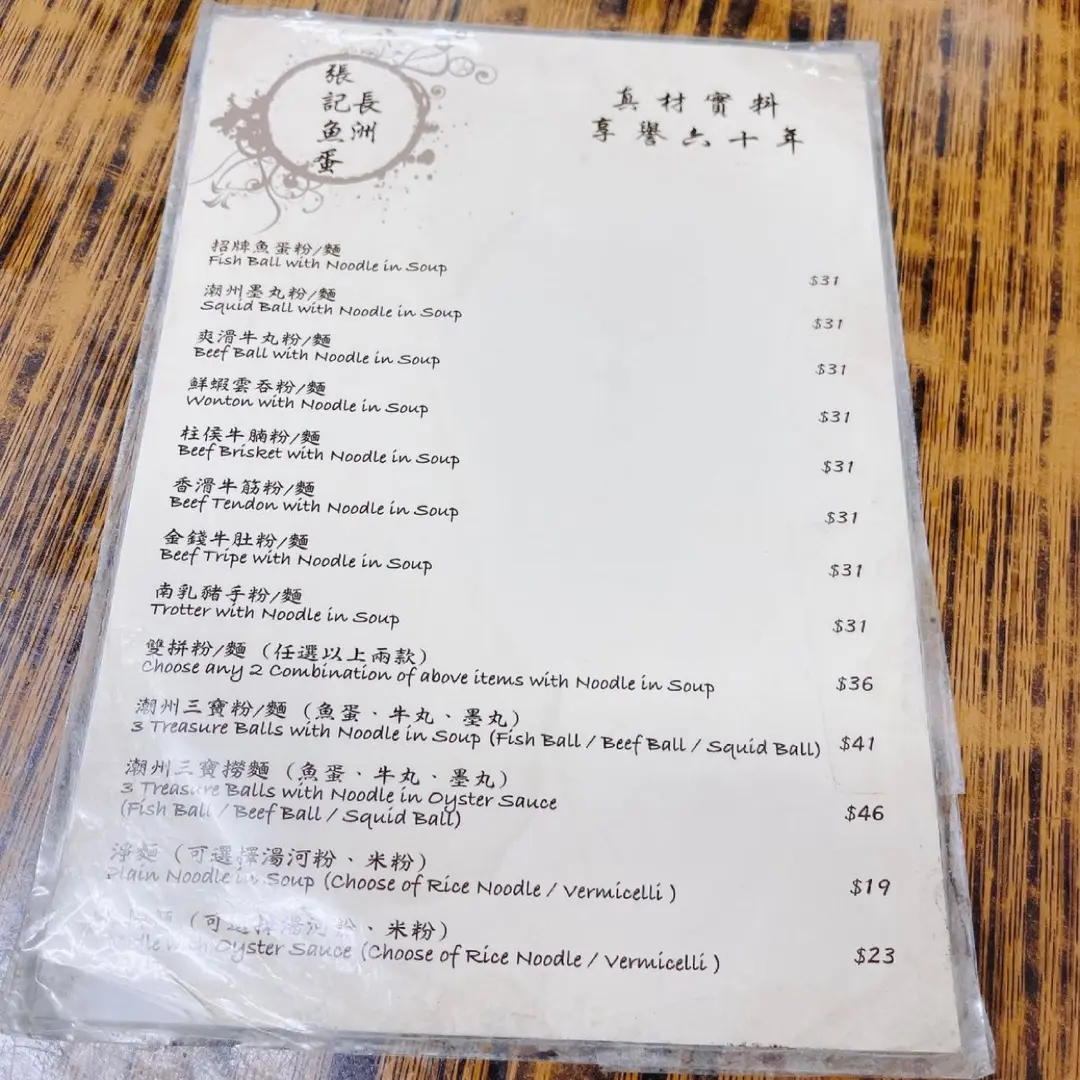 長洲
張記魚蛋
真材實料
享譽六十年
招牌魚蛋粉/麵
Fish Ball with Noodle in Soup
$31
潮州墨丸粉/麵
Squid Ball with Noodle in Soup
$31
爽滑牛丸粉/麵
Beef Ball with Noodle in Soup
$31
鮮蝦雲吞粉/麵
Wonton with Noodle in Soup
$31
柱侯牛腩粉/麵
Beef Brisket with Noodle in Soup
$31
香滑牛筋粉/麵
Beef Tendon with Noodle in Soup
$31
金錢牛肚粉/麵
Beef Tripe with Noodle in Soup
$31
南乳豬手粉/麵
Trotter with Noodle in Soup
$31
雙拼粉/麵 (任選以上兩款)
Choose any 2 Combination of above items with Noodle in Soup
$36
潮州三寶粉/麵 (魚蛋、牛丸、墨丸)
3 Treasure Balls with Noodle in Soup (Fish Ball / Beef Ball / Squid Ball)
$41
潮州三寶撈麵 (魚蛋、牛丸、墨丸)
3 Treasure Balls with Noodle in Oyster Sauce
(Fish Ball / Beef Ball / Squid Ball)
$46
淨麵 (可選擇湯河粉、米粉)
Plain Noodle in Soup (Choose of Rice Noodle / Vermicelli )
$19
(可選擇湯河粉、米粉)
with Oyster Sauce (Choose of Rice Noodle / Vermicelli )
$23